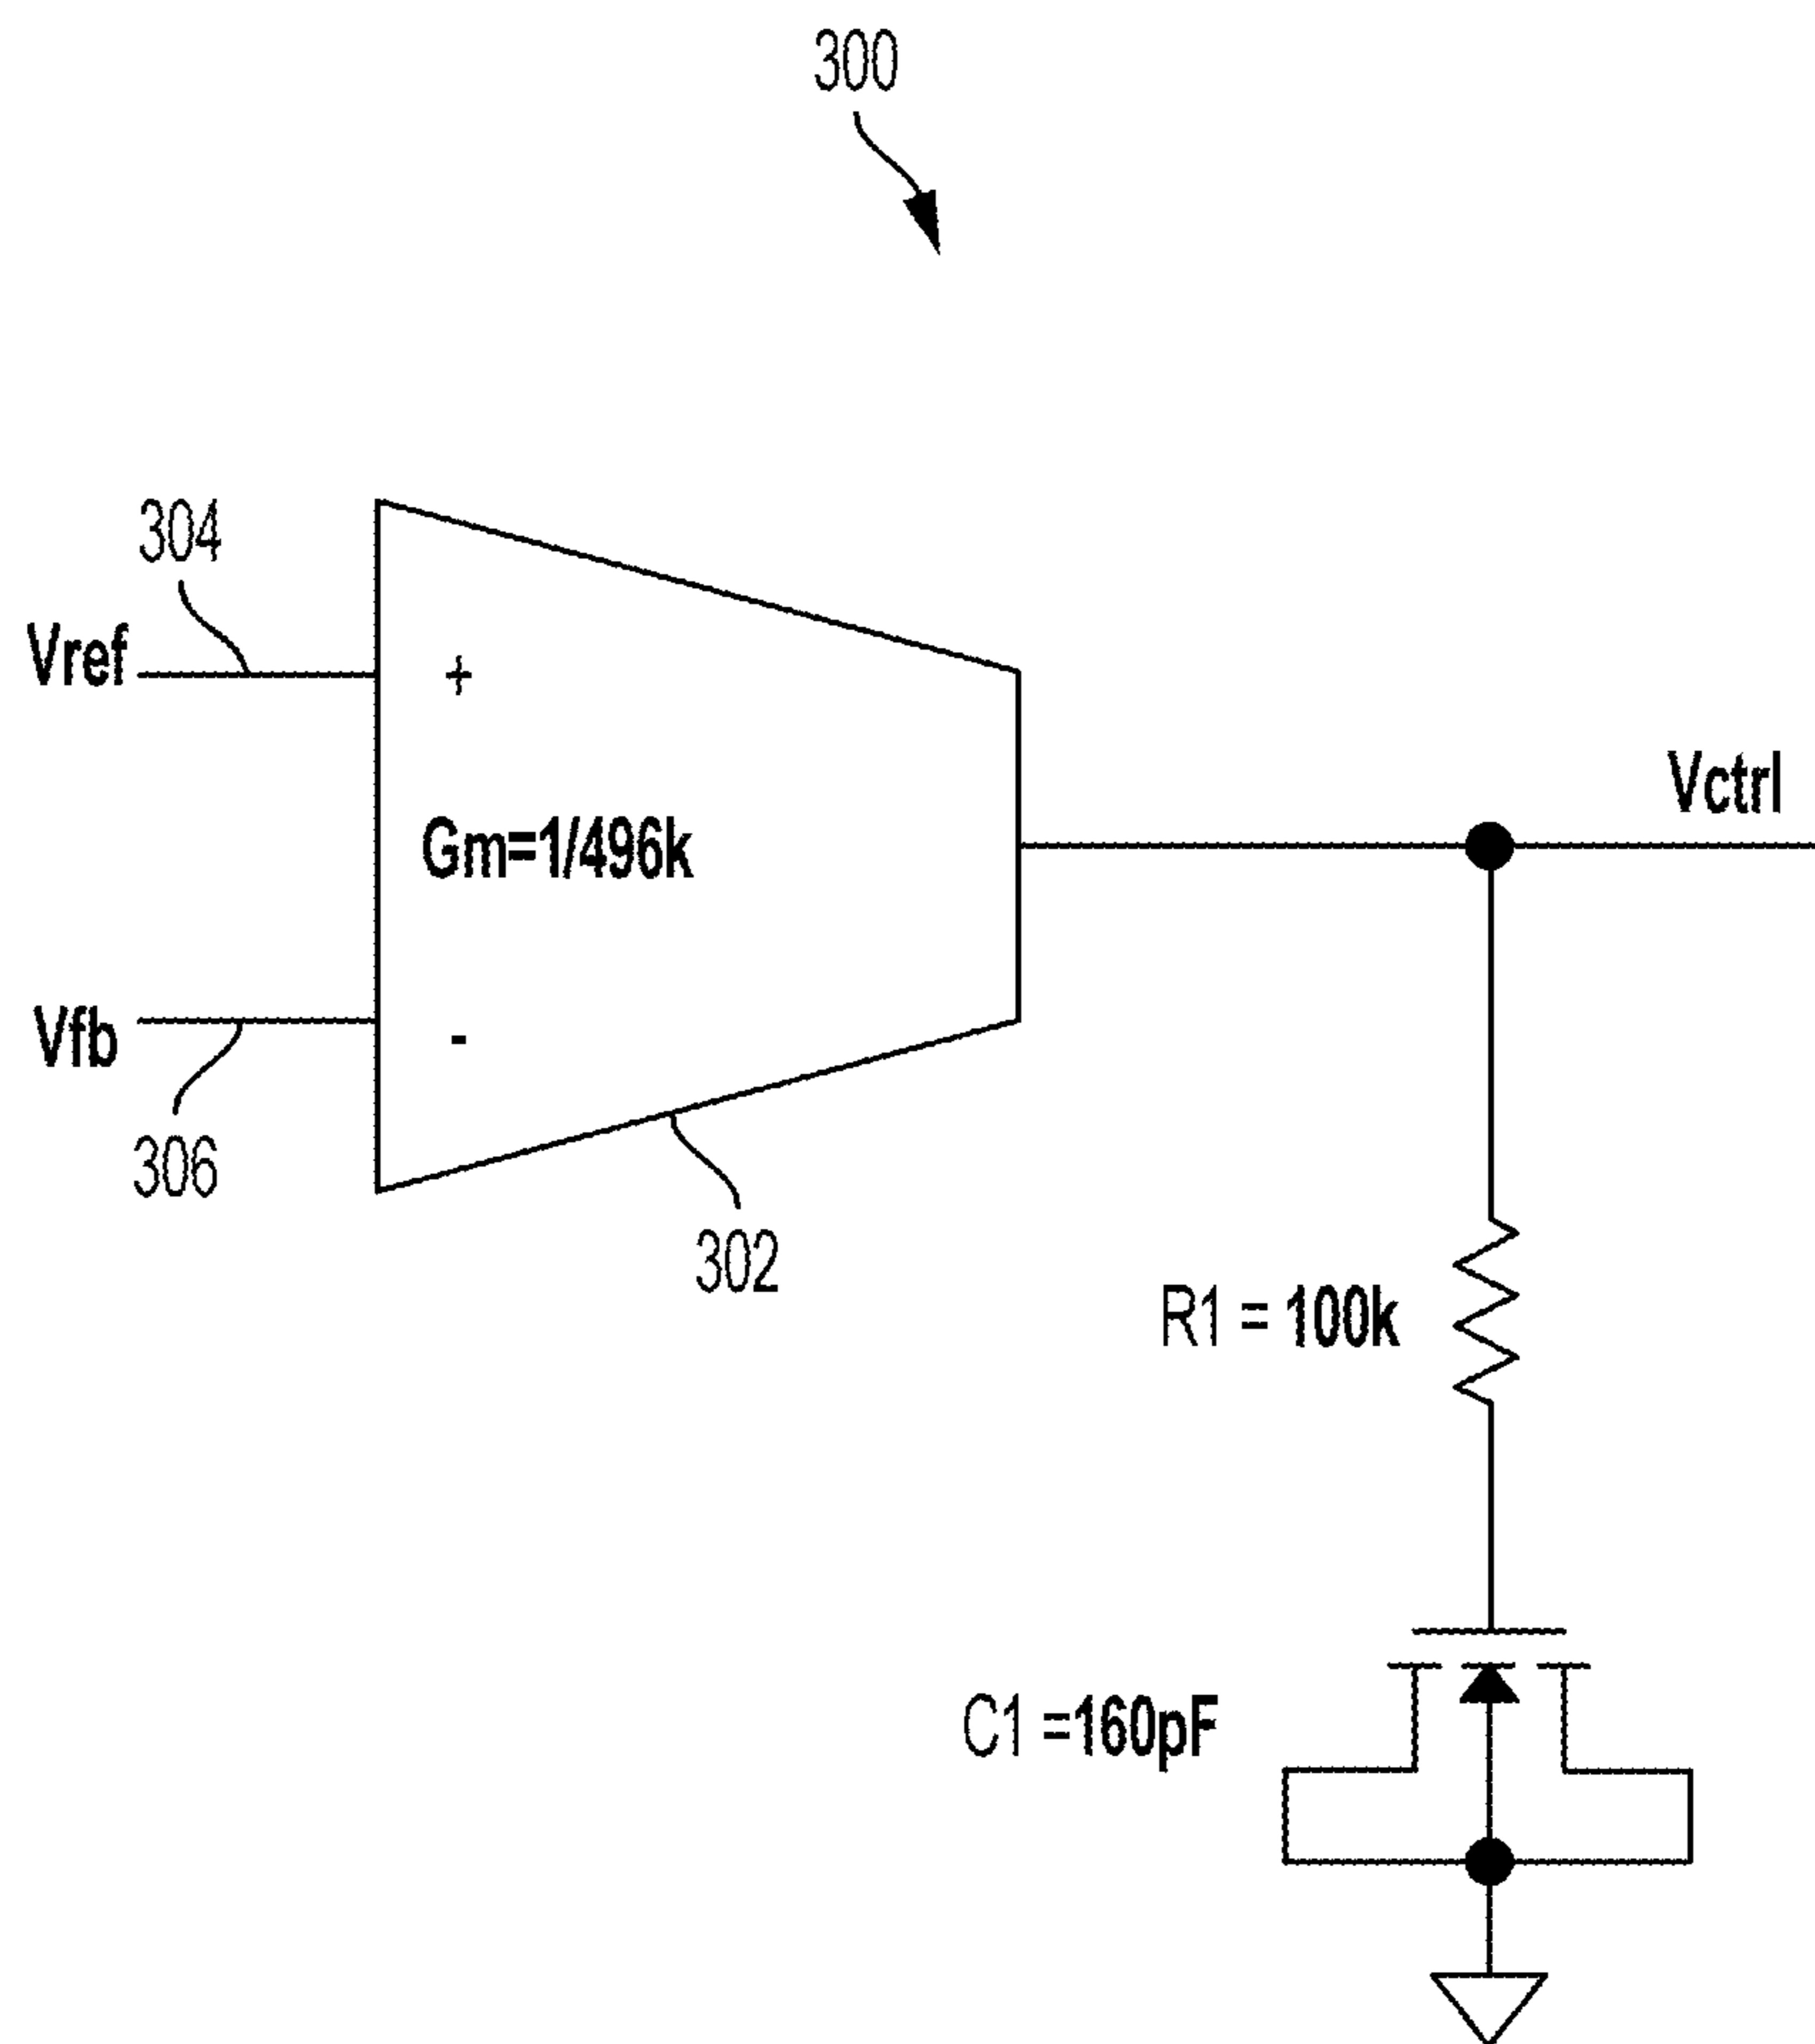 300
304
Vref
+
Gm=1/496k
Vctrl
Vfb
-
306
302
R1 = 100k
C1 =160pF